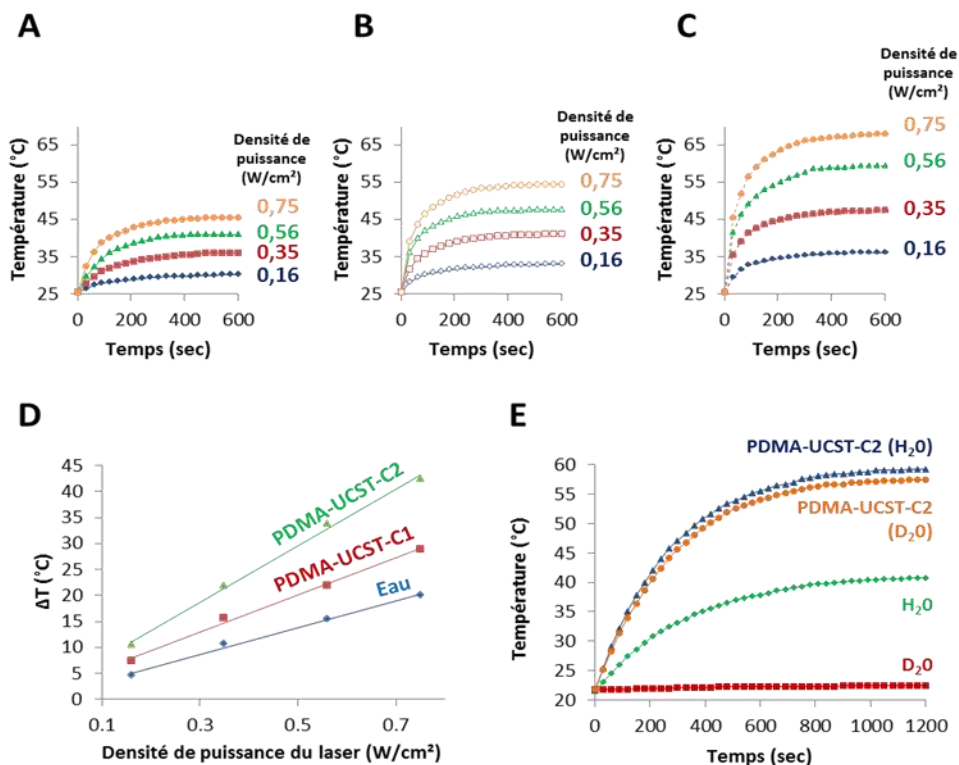 A
B
C
Densité de
puissance
(W/cm²)
Densité de
puissance
(W/cm²)
Densité de
puissance
(W/cm²)
Température (°C)
65
55
45
35
25
0,75
0,56
0,35
0,16
0
200
400
600
Temps (sec)
Température (°C)
65
55
45
35
25
0,75
0,56
0,35
0,16
0
200
400
600
Temps (sec)
Température (°C)
65
55
45
35
25
0,75
0,56
0,35
0,16
0
200
400
600
Temps (sec)
D
ΔT (°C)
45
40
35
30
25
20
15
10
5
0
PDMA-UCST-C2
PDMA-UCST-C1
Eau
0.1
0.3
0.5
0.7
Densité de puissance du laser (W/cm²)
E
PDMA-UCST-C2 (H₂0)
PDMA-UCST-C2
(D₂0)
H₂0
D₂0
Température (°C)
60
55
50
45
40
35
30
25
20
0
200
400
600
800
1000
1200
Temps (sec)